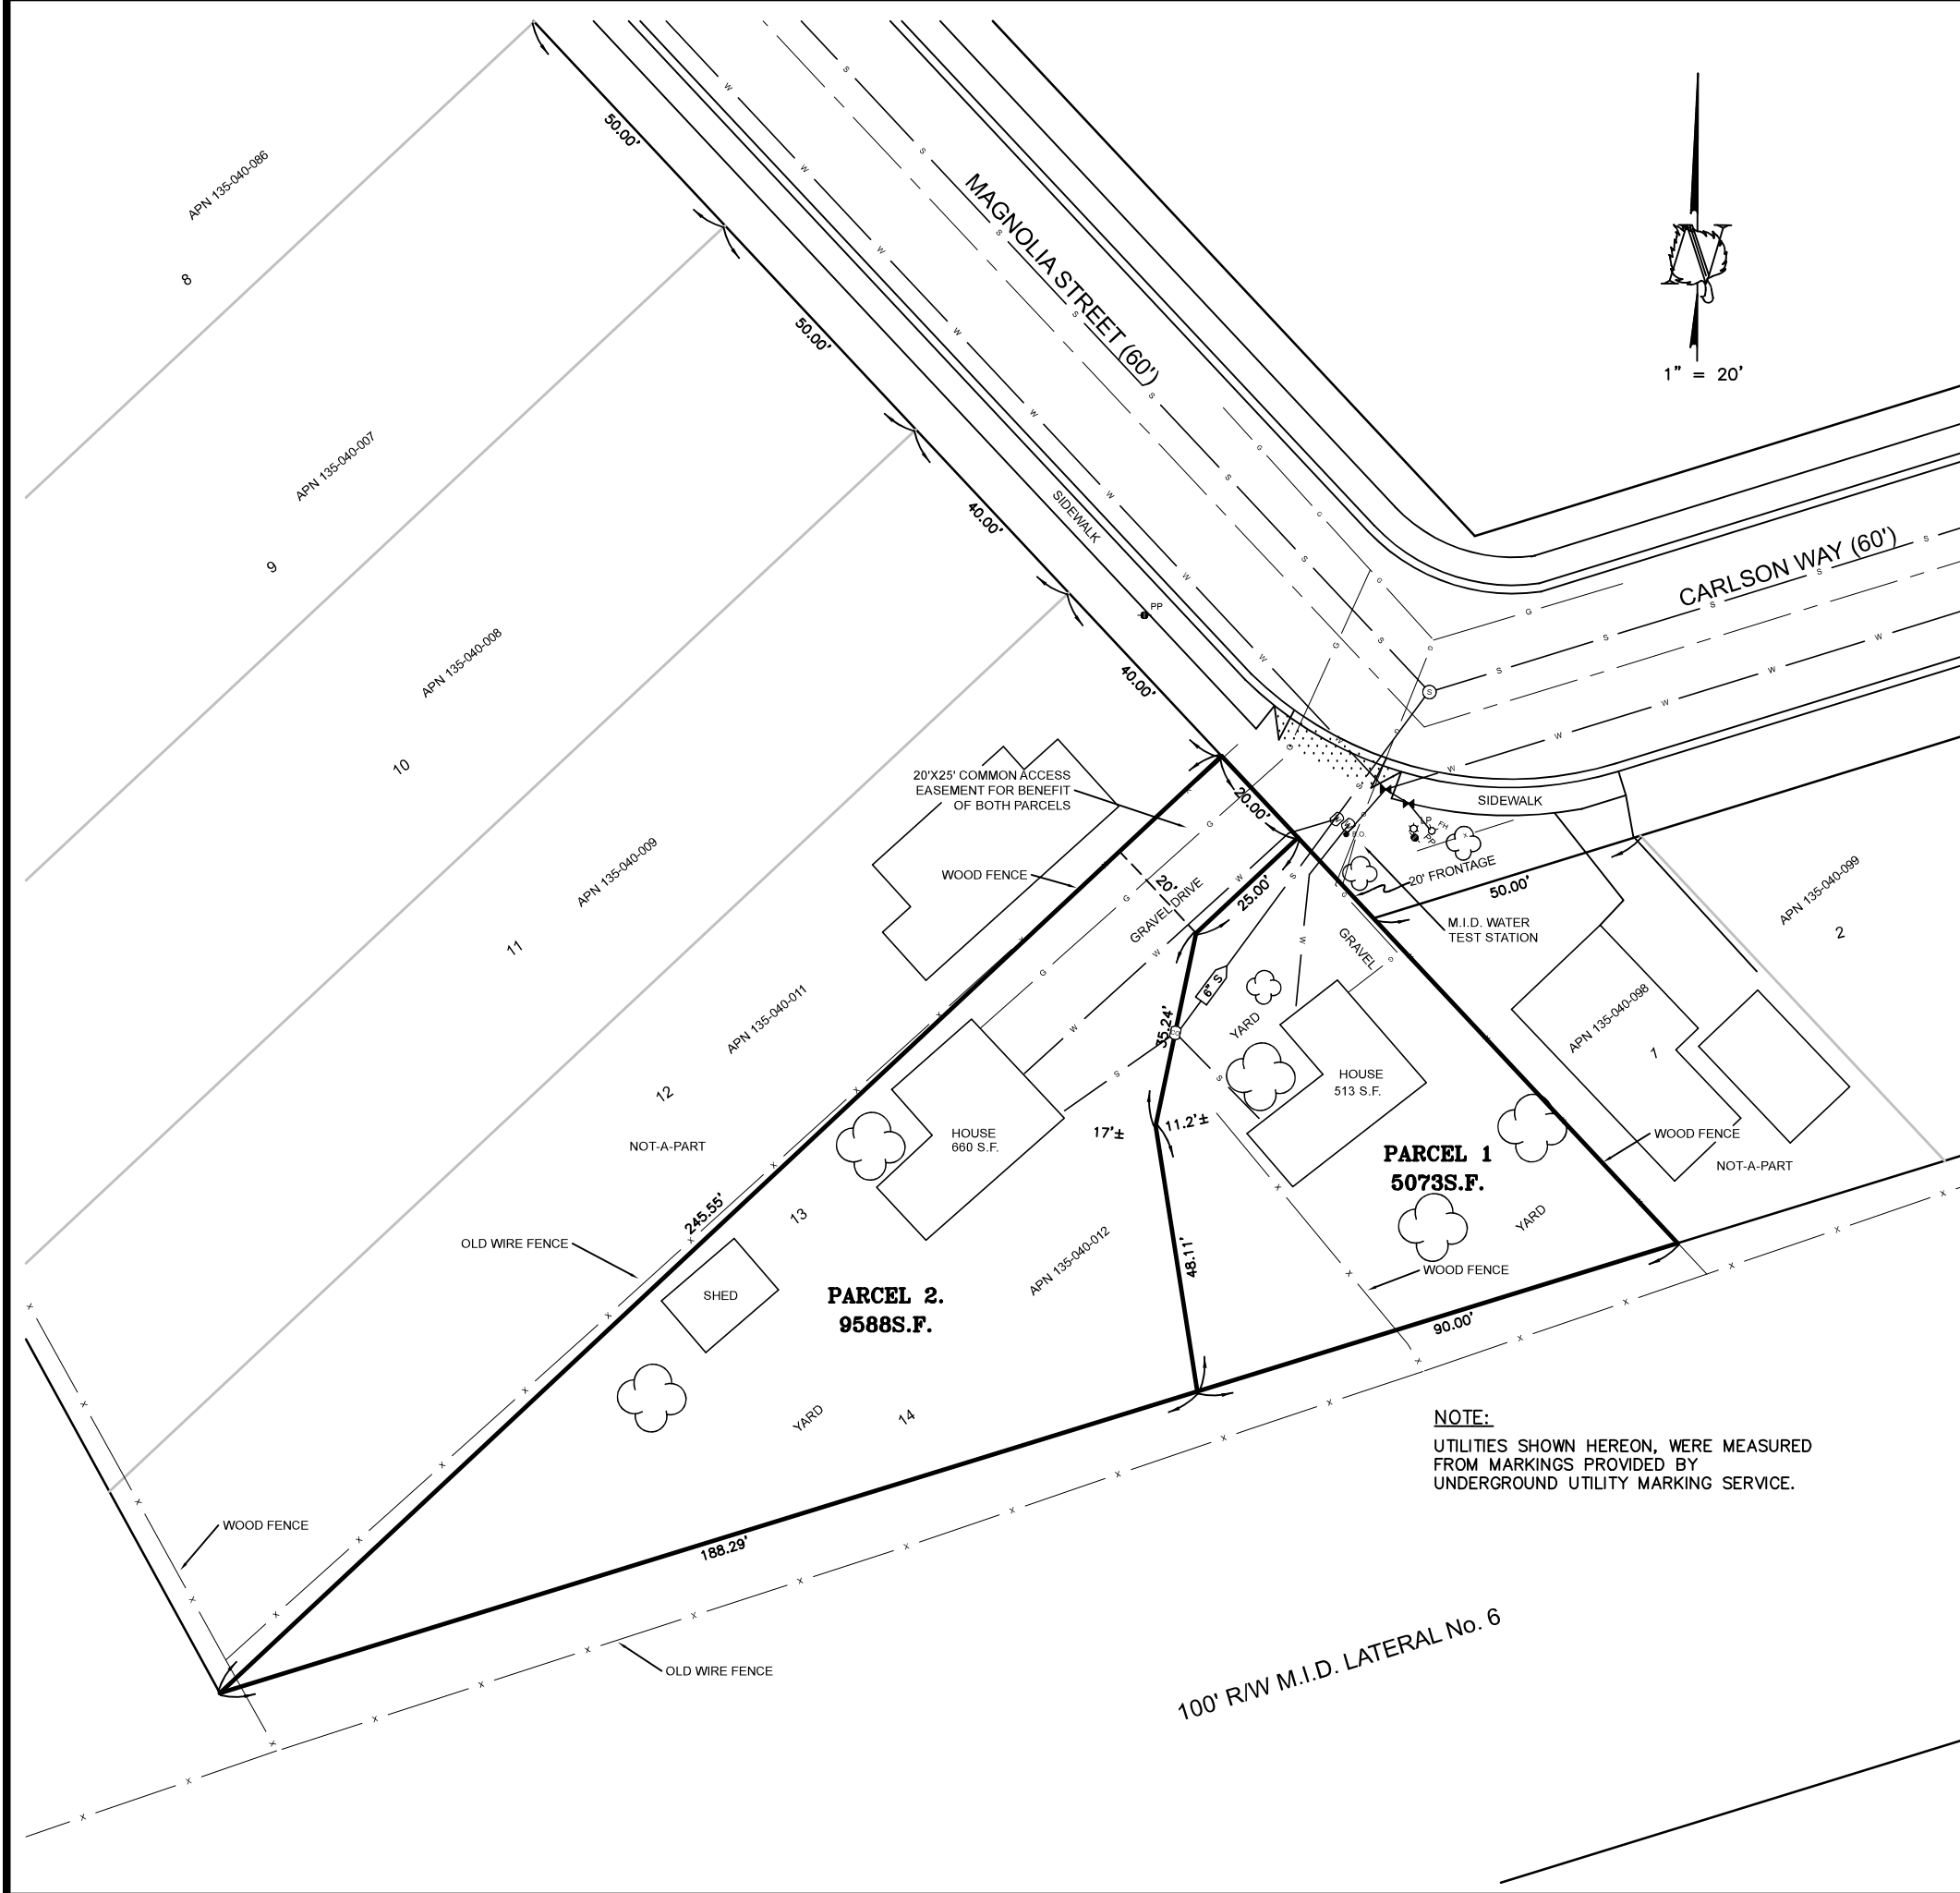 APN 135-040-086
8
50.00'
MAGNOLIA STREET (60')
1" = 20'
APN 135-040-007
9
50.00'
APN 135-040-008
10
40.00'
SIDEWALK
CARLSON WAY (60')
PP
40.00'
APN 135-040-009
11
20'X25' COMMON ACCESS
EASEMENT FOR BENEFIT
OF BOTH PARCELS
20.00'
SIDEWALK
LP
FH
PP
WOOD FENCE
20'
GRAVEL DRIVE
25.00'
20' FRONTAGE
50.00'
M.I.D. WATER
TEST STATION
GRAVEL
APN 135-040-099
2
APN 135-040-011
12
NOT-A-PART
6" S
35.24'
CO
YARD
HOUSE
513 S.F.
APN 135-040-098
1
HOUSE
660 S.F.
17'±
11.2'±
PARCEL 1
5073S.F.
WOOD FENCE
NOT-A-PART
245.55'
13
OLD WIRE FENCE
SHED
PARCEL 2.
9588S.F.
APN 135-040-012
48.11'
YARD
WOOD FENCE
90.00'
YARD
14
NOTE:
UTILITIES SHOWN HEREON, WERE MEASURED
FROM MARKINGS PROVIDED BY
UNDERGROUND UTILITY MARKING SERVICE.
WOOD FENCE
188.29'
OLD WIRE FENCE
100' R/W M.I.D. LATERAL No. 6